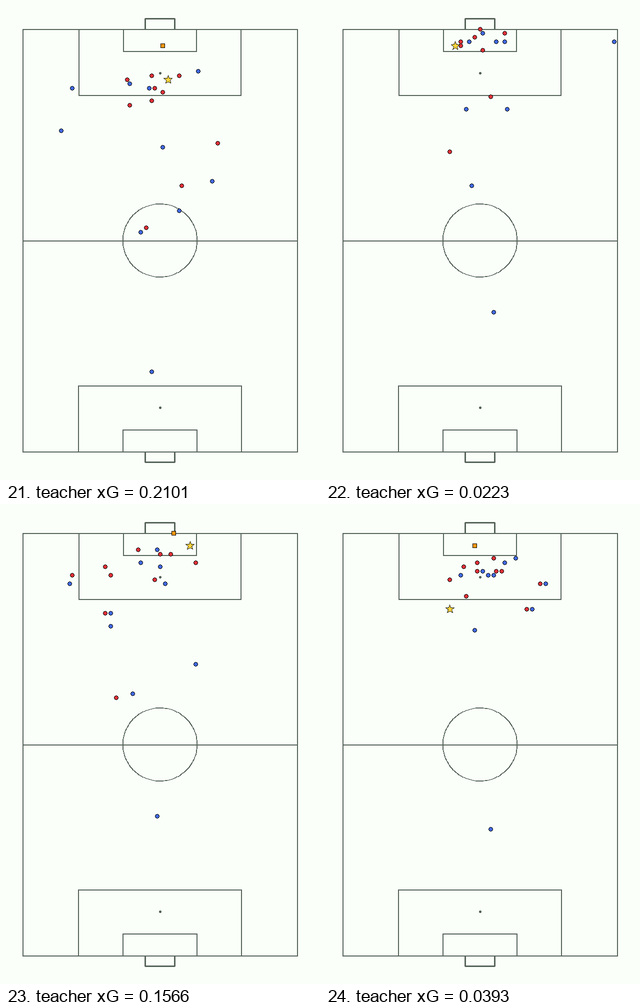 21. teacher xG = 0.2101
22. teacher xG = 0.0223
23. teacher xG = 0.1566
24. teacher xG = 0.0393